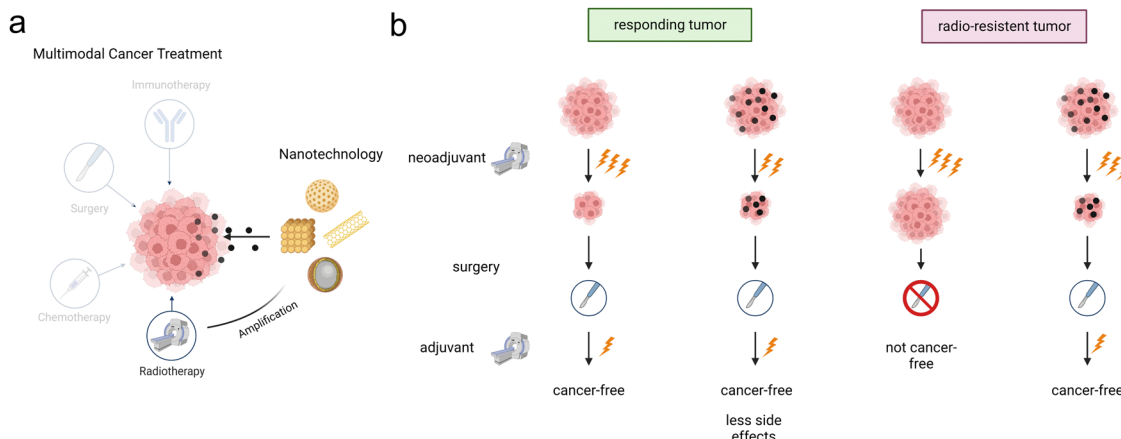 a
Multimodal Cancer Treatment
Immunotherapy
Surgery
Chemotherapy
Radiotherapy
Nanotechnology
Amplification
b
responding tumor
radio-resistent tumor
neoadjuvant
surgery
adjuvant
cancer-free
cancer-free
less side
effects
not cancer-
free
cancer-free